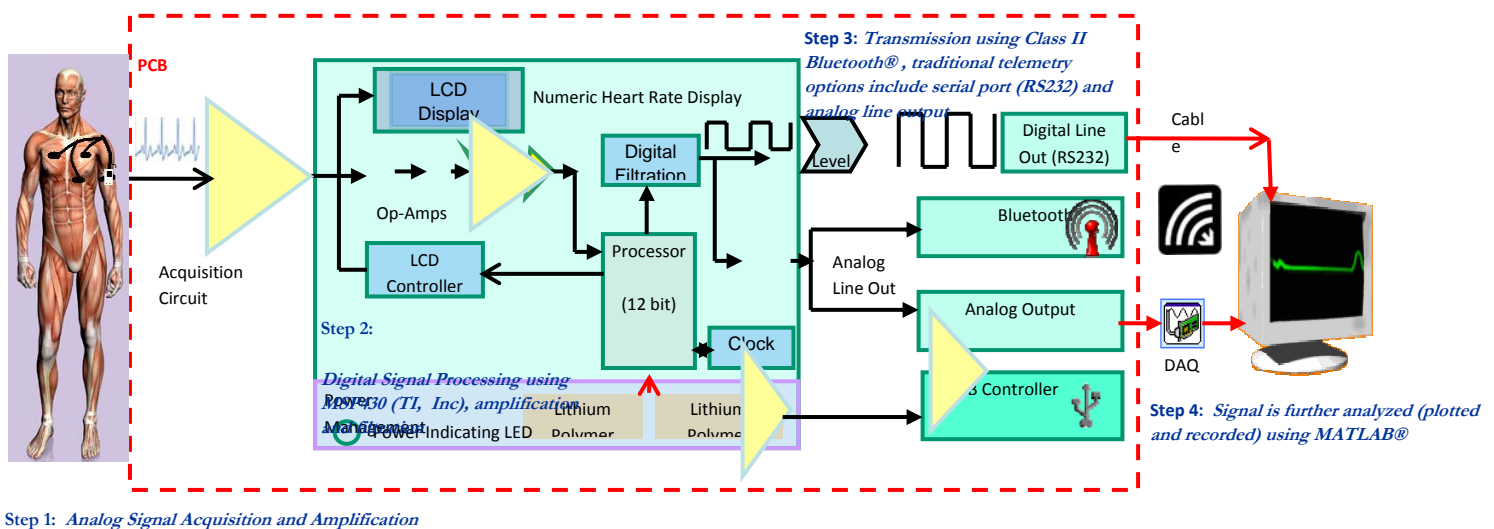 Step 3: Transmission using Class II
Bluetooth® , traditional telemetry
options include serial port (RS232) and
analog line output
PCB
LCD
Display
Numeric Heart Rate Display
Digital
Filtration
Level
Digital Line
Out (RS232)
Cabl
e
Op-Amps
Bluetooth
Acquisition
Circuit
LCD
Controller
Processor
(12 bit)
Analog
Line Out
Analog Output
Step 2:
Clock
DAQ
Digital Signal Processing using
MSP430 (TI, Inc), amplification
Power
Management
Power Indicating LED
Lithium
Polymer
Lithium
Polyme
B Controller
Step 4: Signal is further analyzed (plotted
and recorded) using MATLAB®
Step 1: Analog Signal Acquisition and Amplification